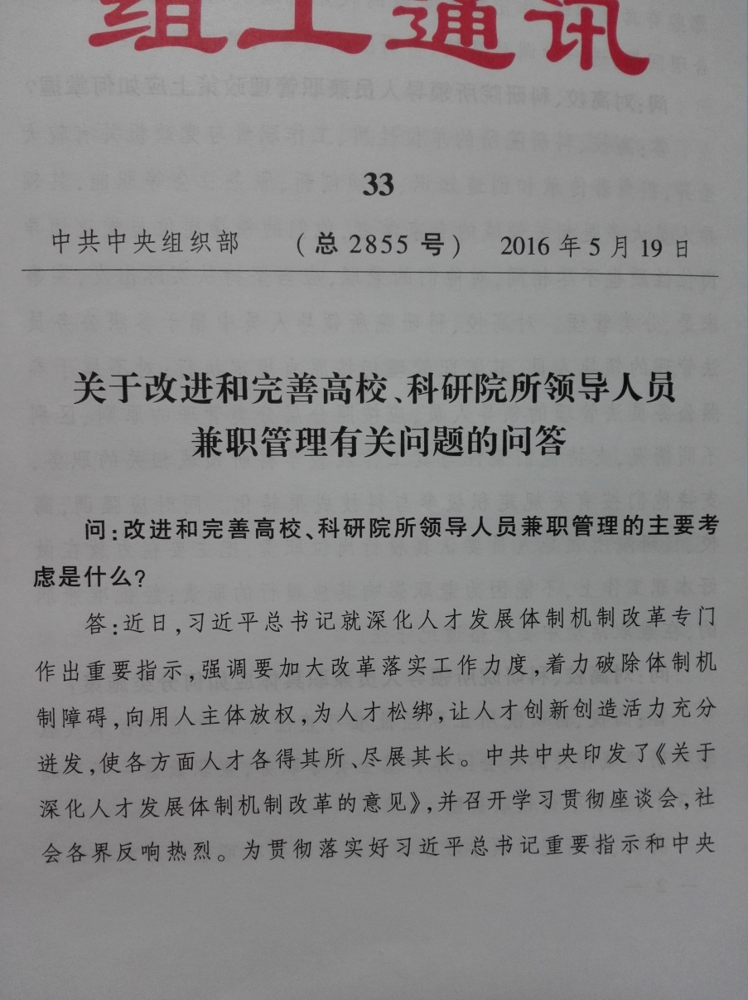 组工通讯
33
中共中央组织部 (总 2855 号) 2016 年 5 月 19 日
关于改进和完善高校、科研院所领导人员
兼职管理有关问题的问答
问:改进和完善高校、科研院所领导人员兼职管理的主要考
虑是什么?
答:近日,习近平总书记就深化人才发展体制机制改革专门
作出重要指示,强调要加大改革落实工作力度,着力破除体制机
制障碍,向用人主体放权,为人才松绑,让人才创新创造活力充分
迸发,使各方面人才各得其所、尽展其长。中共中央印发了《关于
深化人才发展体制机制改革的意见》,并召开学习贯彻座谈会,社
会各界反响热烈。为贯彻落实好习近平总书记重要指示和中央